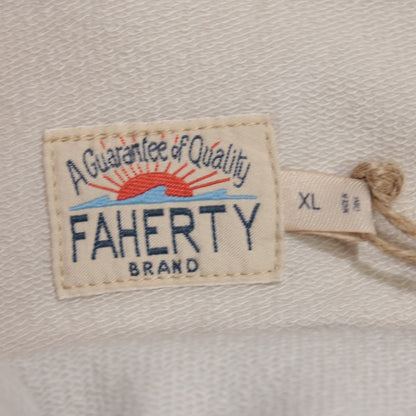 A Guarantee of Quality
FAHERTY
BRAND
XL